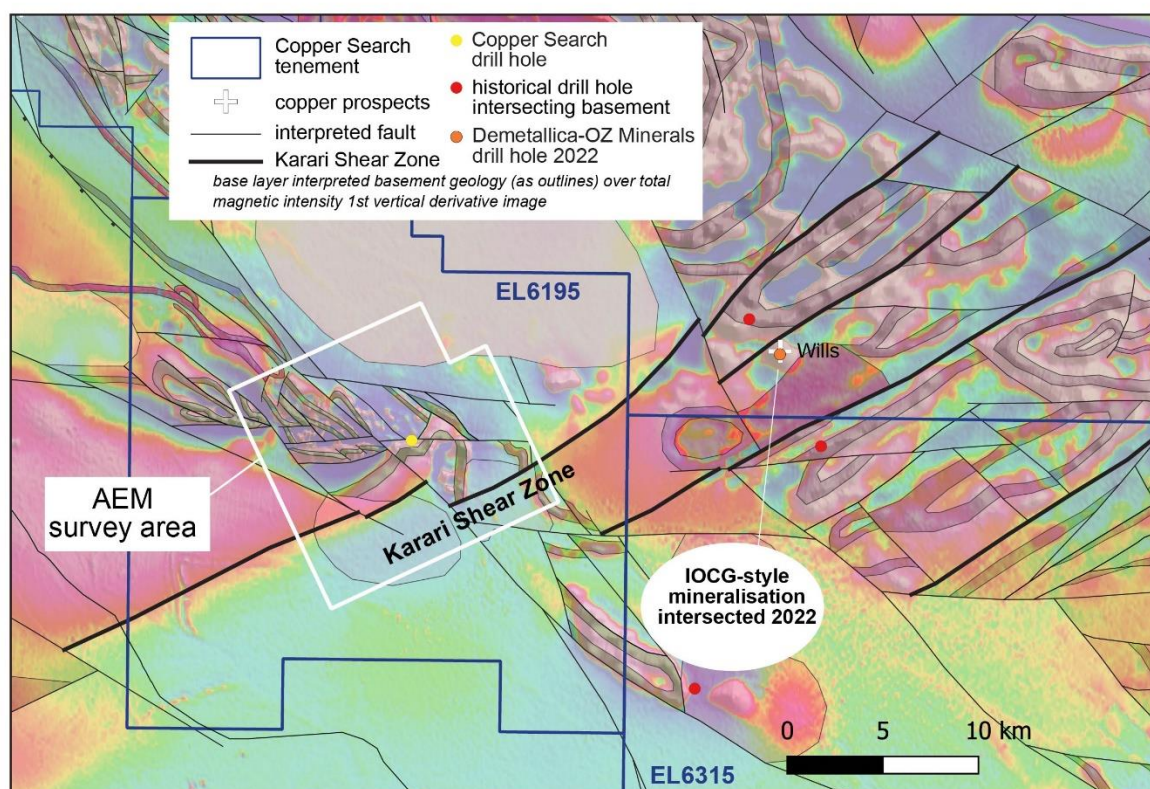 Copper Search
tenement
copper prospects
interpreted fault
Karari Shear Zone
Copper Search
drill hole
historical drill hole
intersecting basement
Demetallica-OZ Minerals
drill hole 2022
base layer interpreted basement geology (as outlines) over total
magnetic intensity 1st vertical derivative image
EL6195
Wills
AEM
survey area
Karari Shear Zone
IOCG-style
mineralisation
intersected 2022
0 5 10 km
EL6315